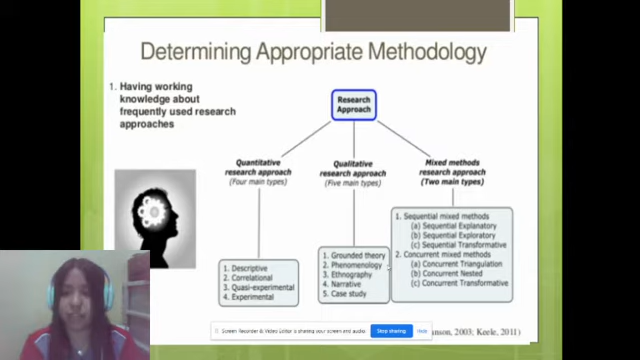 Determining Appropriate Methodology
1. Having working
knowledge about
frequently used research
approaches
Research
Approach
Quantitative
research approach
(Four main types)
Qualitative
research approach
(Five main types)
Mixed methods
research approach
(Two main types)
1. Descriptive
2. Correlational
3. Quasi-experimental
4. Experimental
1. Grounded theory
2. Phenomenology
3. Ethnography
4. Narrative
5. Case study
1. Sequential mixed methods
(a) Sequential Explanatory
(b) Sequential Exploratory
(c) Sequential Transformative
2. Concurrent mixed methods
(a) Concurrent Triangulation
(b) Concurrent Nested
(c) Concurrent Transformative
Screen Recorder & Video Editor is sharing your screen and audio.
Stop sharing
Hide
2003; Keele, 2011)